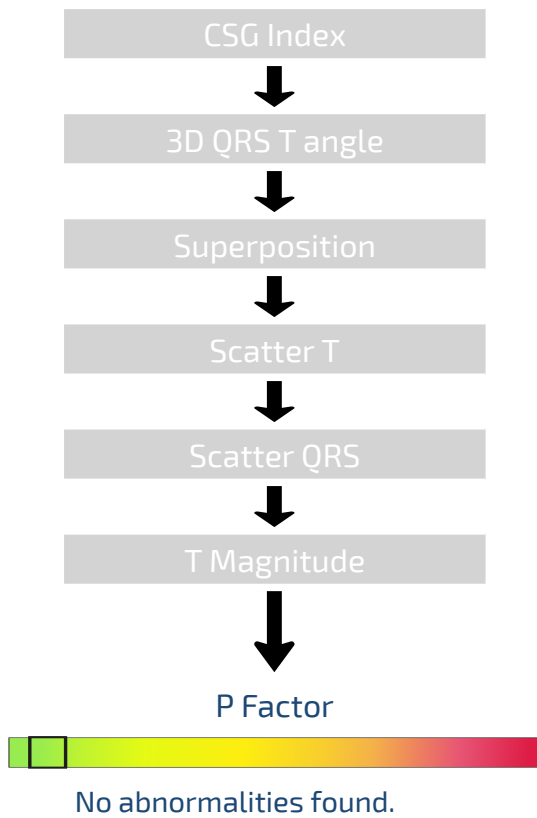 CSG Index
3D QRS T angle
Superposition
Scatter T
Scatter QRS
T Magnitude
P Factor
No abnormalities found.